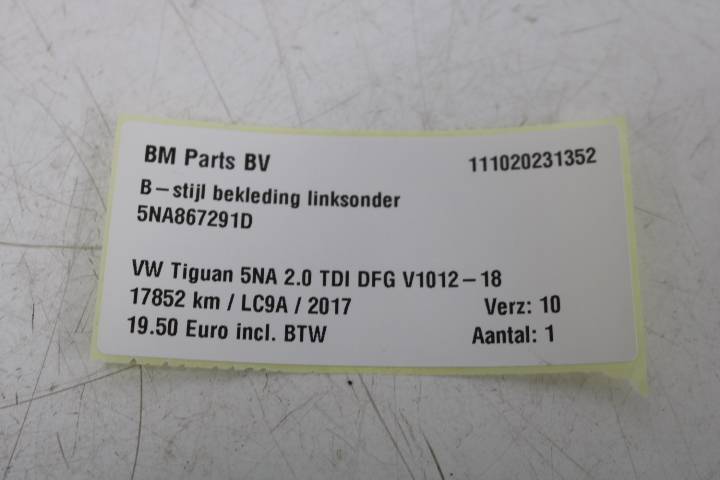 BM Parts BV 111020231352
B-stijl bekleding linksonder
5NA867291D
VW Tiguan 5NA 2.0 TDI DFG V1012-18
17852 km / LC9A / 2017 Verz: 10
19.50 Euro incl. BTW Aantal: 1